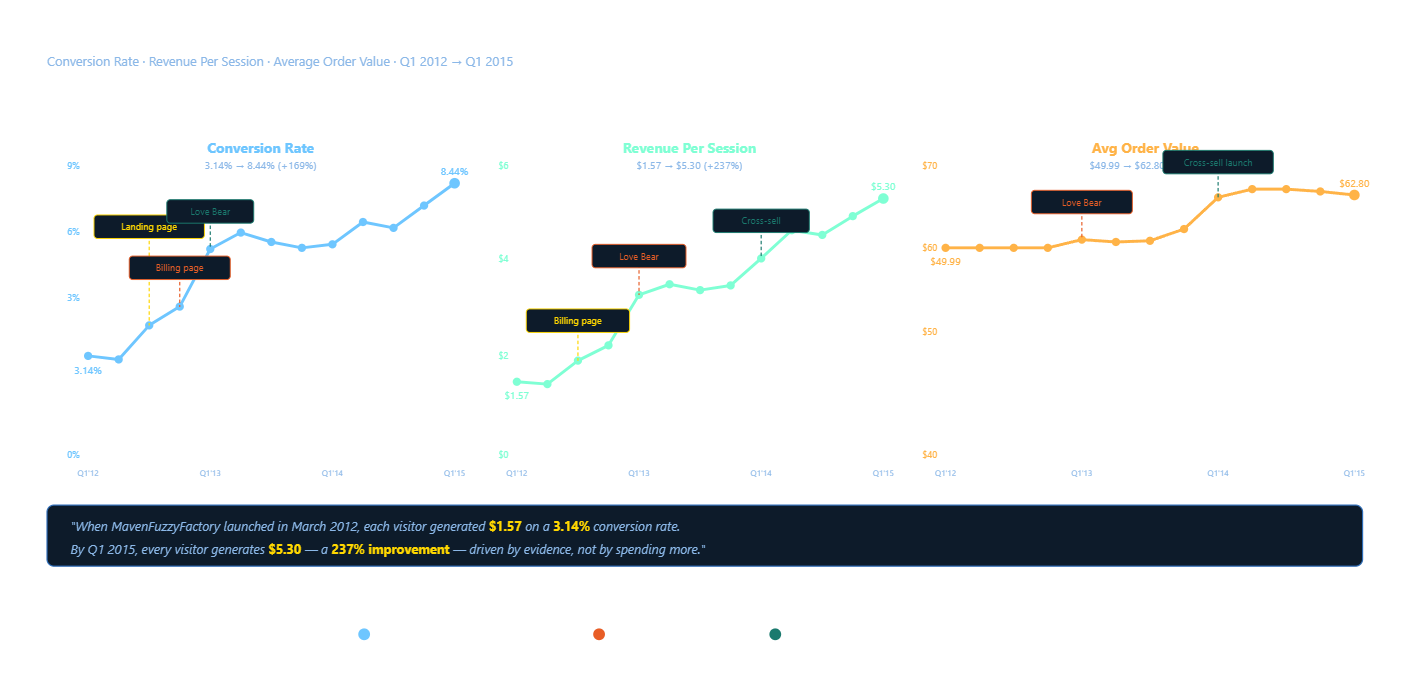 Conversion Rate · Revenue Per Session · Average Order Value · Q1 2012 → Q1 2015
Conversion Rate
3.14% → 8.44% (+169%)
9%
6%
3%
0%
8.44%
Love Bear
Landing page
Billing page
3.14%
Q1'12
Q1'13
Q1'14
Q1'15
Revenue Per Session
$1.57 → $5.30 (+237%)
$6
$4
$2
$0
$5.30
Cross-sell
Love Bear
Billing page
$1.57
Q1'12
Q1'13
Q1'14
Q1'15
Avg Order Value
$49.99 → $62.80
$70
$60
$50
$40
Cross-sell launch
$62.80
Love Bear
$49.99
Q1'12
Q1'13
Q1'14
Q1'15
"When MavenFuzzyFactory launched in March 2012, each visitor generated $1.57 on a 3.14% conversion rate.
By Q1 2015, every visitor generates $5.30 — a 237% improvement — driven by evidence, not by spending more."